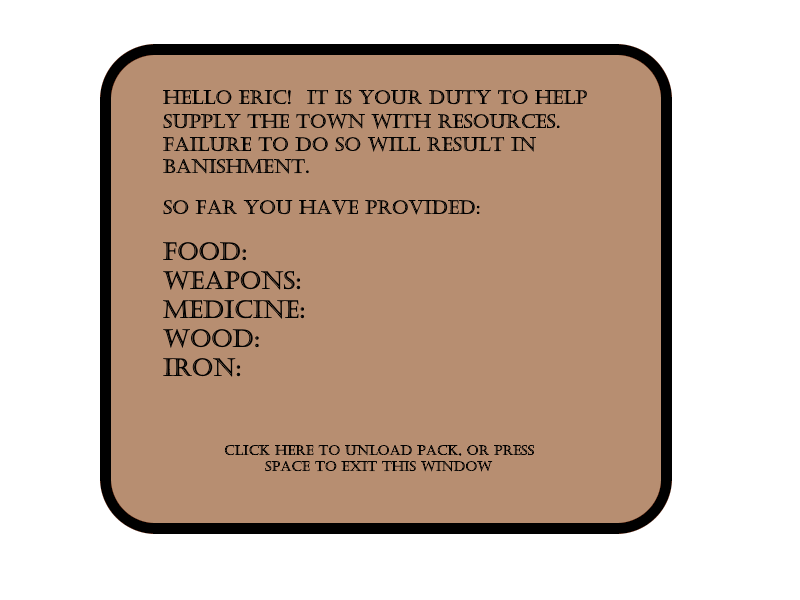 HELLO ERIC!  IT IS YOUR DUTY TO HELP
SUPPLY THE TOWN WITH RESOURCES.
FAILURE TO DO SO WILL RESULT IN
BANISHMENT.
SO FAR YOU HAVE PROVIDED:
FOOD:
WEAPONS:
MEDICINE:
WOOD:
IRON:
CLICK HERE TO UNLOAD PACK, OR PRESS
SPACE TO EXIT THIS WINDOW